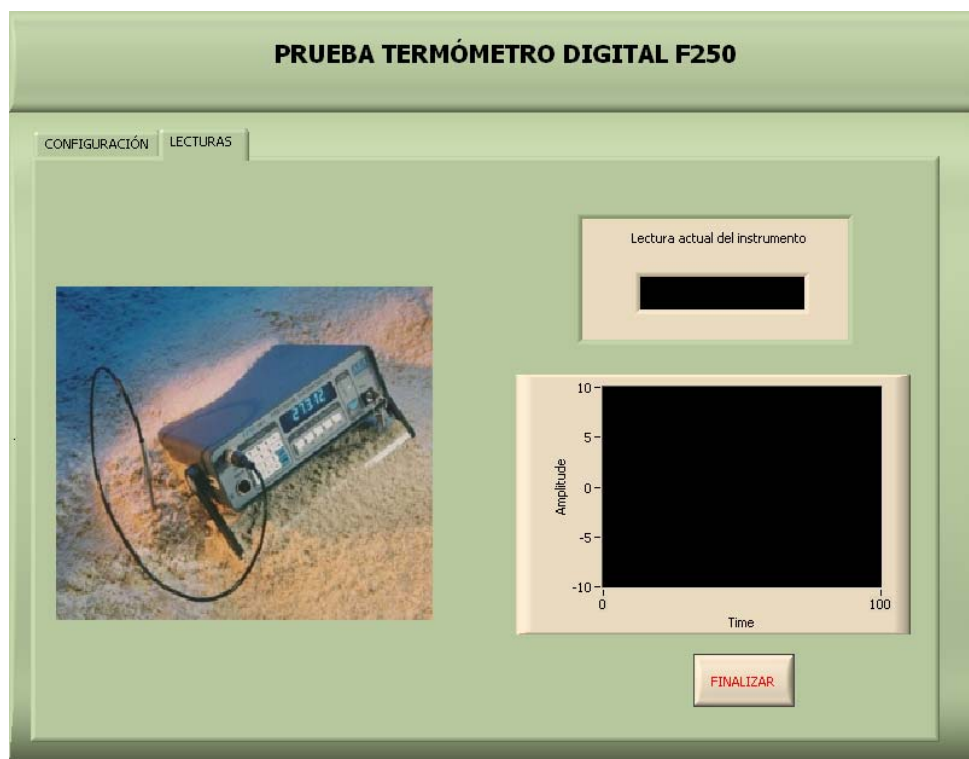 PRUEBA TERMÓMETRO DIGITAL F250
CONFIGURACIÓN
LECTURAS
Lectura actual del instrumento
10
5
0
-5
-10
Amplitude
0
100
Time
FINALIZAR